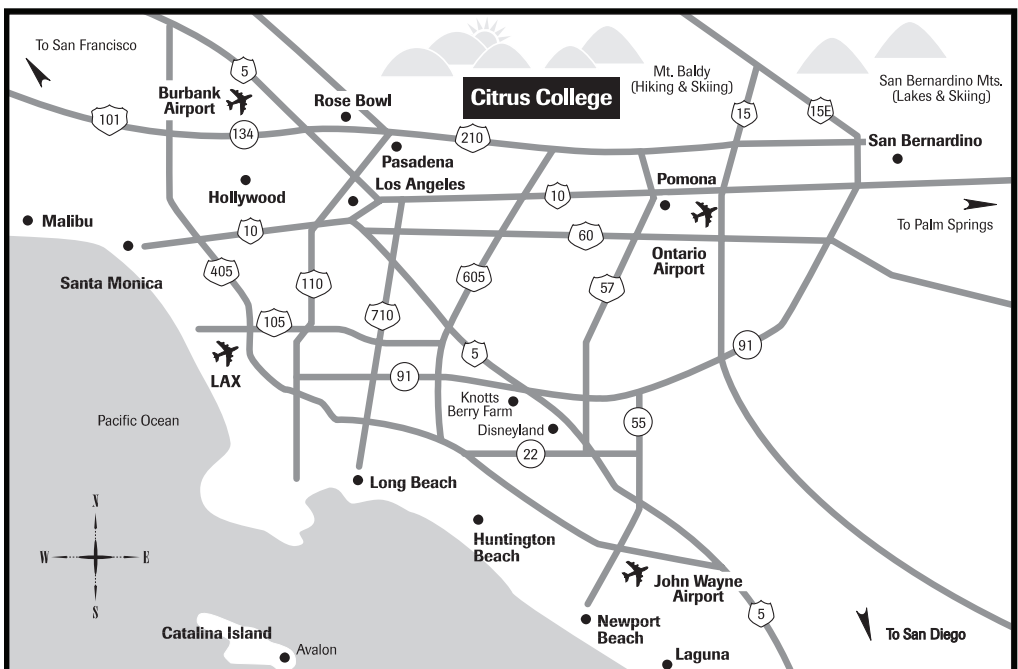 To San Francisco
5
Burbank
Airport
101
134
Rose Bowl
Citrus College
Mt. Baldy
(Hiking & Skiing)
San Bernardino Mts.
(Lakes & Skiing)
15
15E
210
San Bernardino
Pasadena
Hollywood
Los Angeles
Pomona
10
Malibu
10
60
To Palm Springs
Ontario
Airport
Santa Monica
405
110
605
57
710
105
5
91
LAX
91
Knotts
Berry Farm
Pacific Ocean
Disneyland
55
22
Long Beach
N
W
E
S
Huntington
Beach
John Wayne
Airport
5
Newport
Beach
To San Diego
Catalina Island
Avalon
Laguna